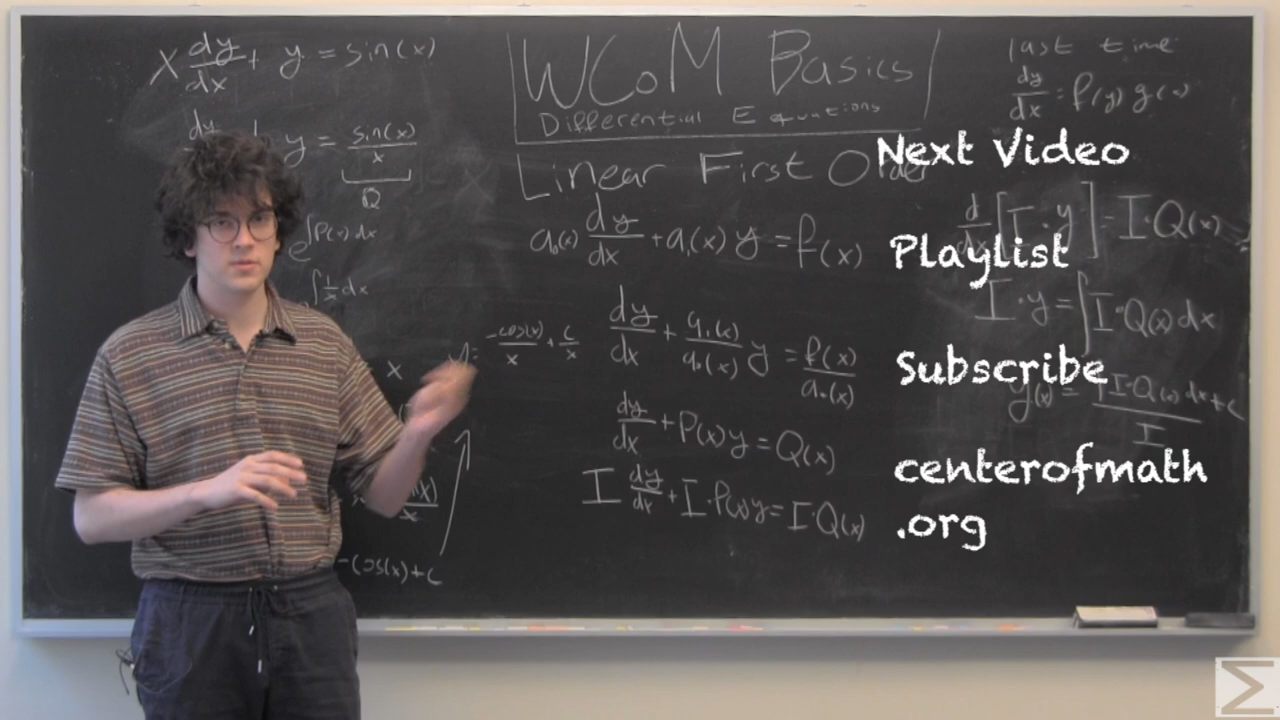 x dy/dx + y = sin(x)
y = sin(x)/x
Q
e^∫P(x)dx
∫1/x dx
x
y = -cos(x)/x + c/x
-cos(x)+c
WCoM Basics
Differential Equations
Linear First Order
a₀(x) dy/dx + a₁(x) y = f(x)
dy/dx + a₁(x)/a₀(x) y = f(x)/a₀(x)
dy/dx + P(x)y = Q(x)
I dy/dx + I·P(x)y = I·Q(x)
last time
dy/dx = f(y) g(x)
d/dx [I·y] = I·Q(x)
I·y = ∫I·Q(x)dx
I·Q(x)dx+c
I
Next Video
Playlist
Subscribe
centerofmath
.org
Σ